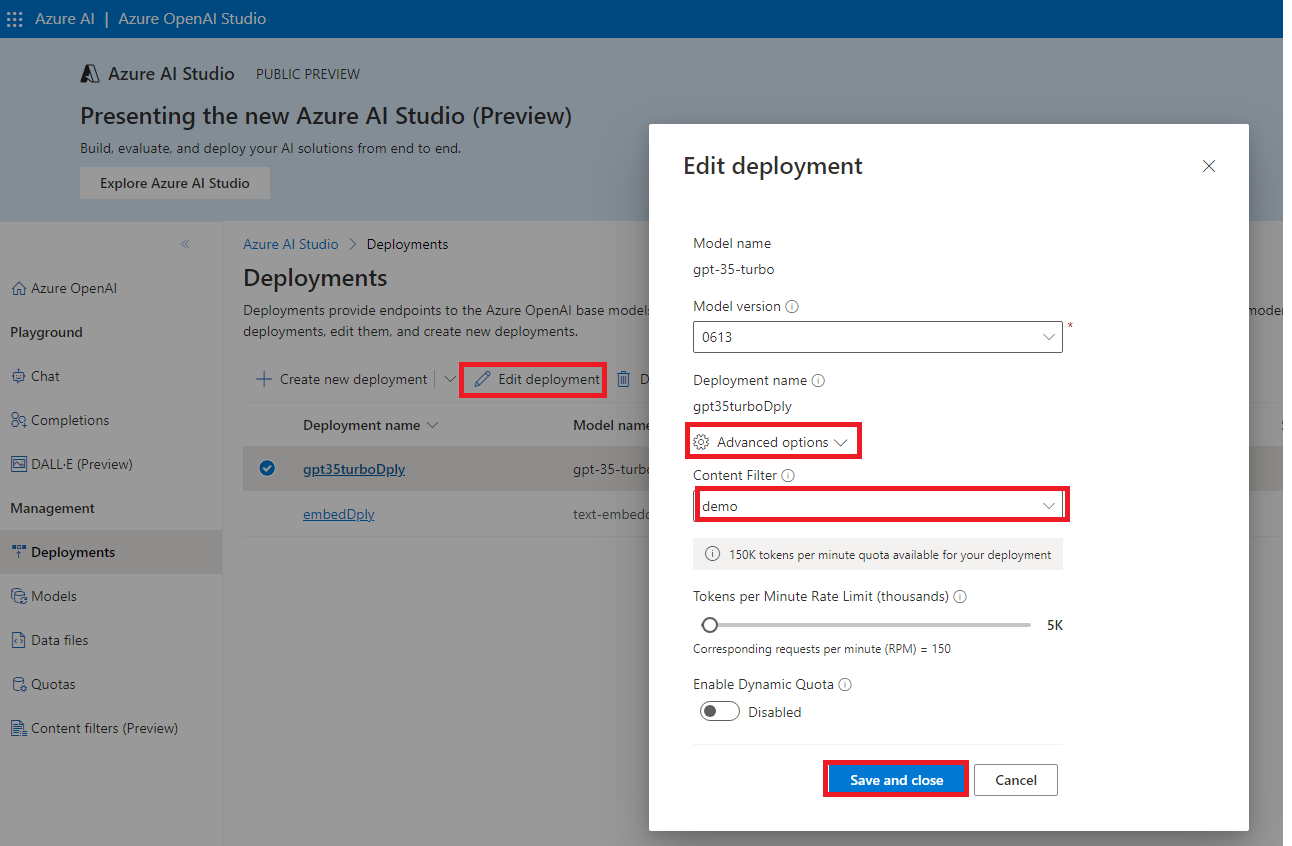 Azure AI | Azure OpenAI Studio
Azure AI Studio PUBLIC PREVIEW
Presenting the new Azure AI Studio (Preview)
Build, evaluate, and deploy your AI solutions from end to end.
Explore Azure AI Studio
Azure OpenAI
Playground
Chat
Completions
DALL·E (Preview)
Management
Deployments
Models
Data files
Quotas
Content filters (Preview)
Azure AI Studio > Deployments
Deployments
Deployments provide endpoints to the Azure OpenAI base models
deployments, edit them, and create new deployments.
Create new deployment
Edit deployment
D
Deployment name
Model name
gpt35turboDply
gpt-35-turbo
embedDply
text-embedd
Edit deployment
Model name
gpt-35-turbo
Model version
0613
*
Deployment name
gpt35turboDply
Advanced options
Content Filter
demo
150K tokens per minute quota available for your deployment
Tokens per Minute Rate Limit (thousands)
5K
Corresponding requests per minute (RPM) = 150
Enable Dynamic Quota
Disabled
Save and close
Cancel